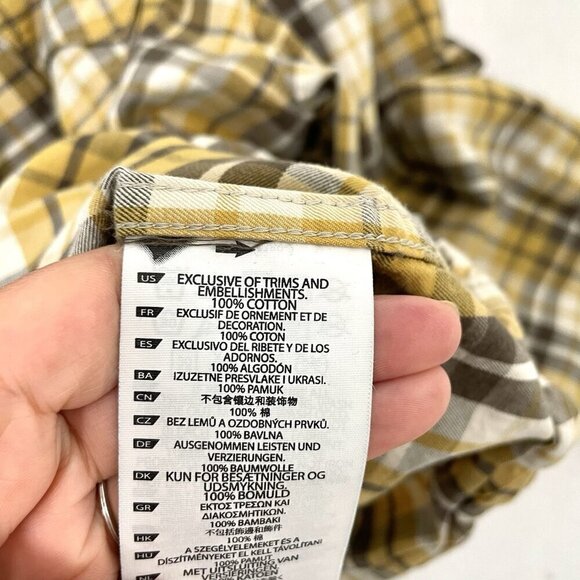 US EXCLUSIVE OF TRIMS AND
EMBELLISHMENTS.
100% COTTON
FR EXCLUSIF DE ORNEMENT ET DE
DECORATION.
100% COTON
ES EXCLUSIVO DEL RIBETE Y DE LOS
ADORNOS.
100% ALGODÓN
BA IZUZETNE PRESVLAKE I UKRASI.
100% PAMUK
CN 不包含镶边和装饰物
100% 棉
CZ BEZ LEMŮ A OZDOBNÝCH PRVKŮ.
100% BAVLNA
DE AUSGENOMMEN LEISTEN UND
VERZIERUNGEN.
100% BAUMWOLLE
DK KUN FOR BESÆTNINGER OG
UDSMYKNING.
100% BOMULD
GR ΕΚΤΟΣ ΤΡΕΣΩΝ ΚΑΙ
ΔΙΑΚΟΣΜΗΤΙΚΩΝ.
100% ΒΑΜΒΑΚΙ
HK 不包括飾邊和飾件
100% 棉
HU A SZEGÉLYELEMEKET ÉS A
DÍSZÍTMÉNYEKET EL KELL TÁVOLÍTANI
100% PAMUT
NL MET UITSLUITING VAN